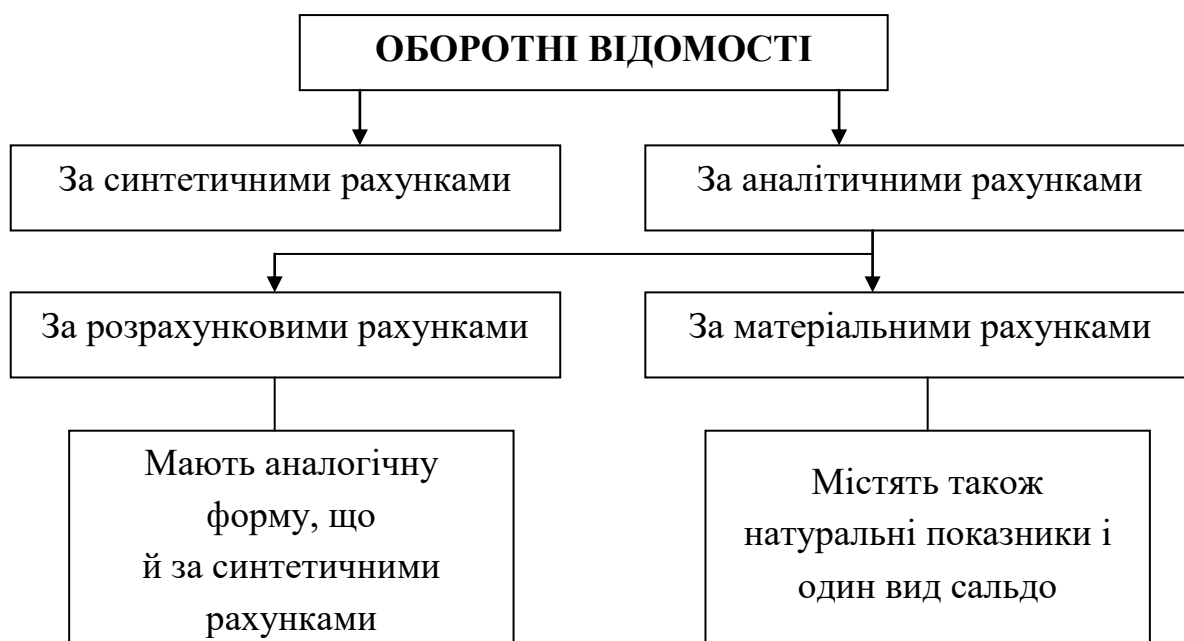 ОБОРОТНІ ВІДОМОСТІ
За синтетичними рахунками
За аналітичними рахунками
За розрахунковими рахунками
За матеріальними рахунками
Мають аналогічну
форму, що
й за синтетичними
рахунками
Містять також
натуральні показники і
один вид сальдо